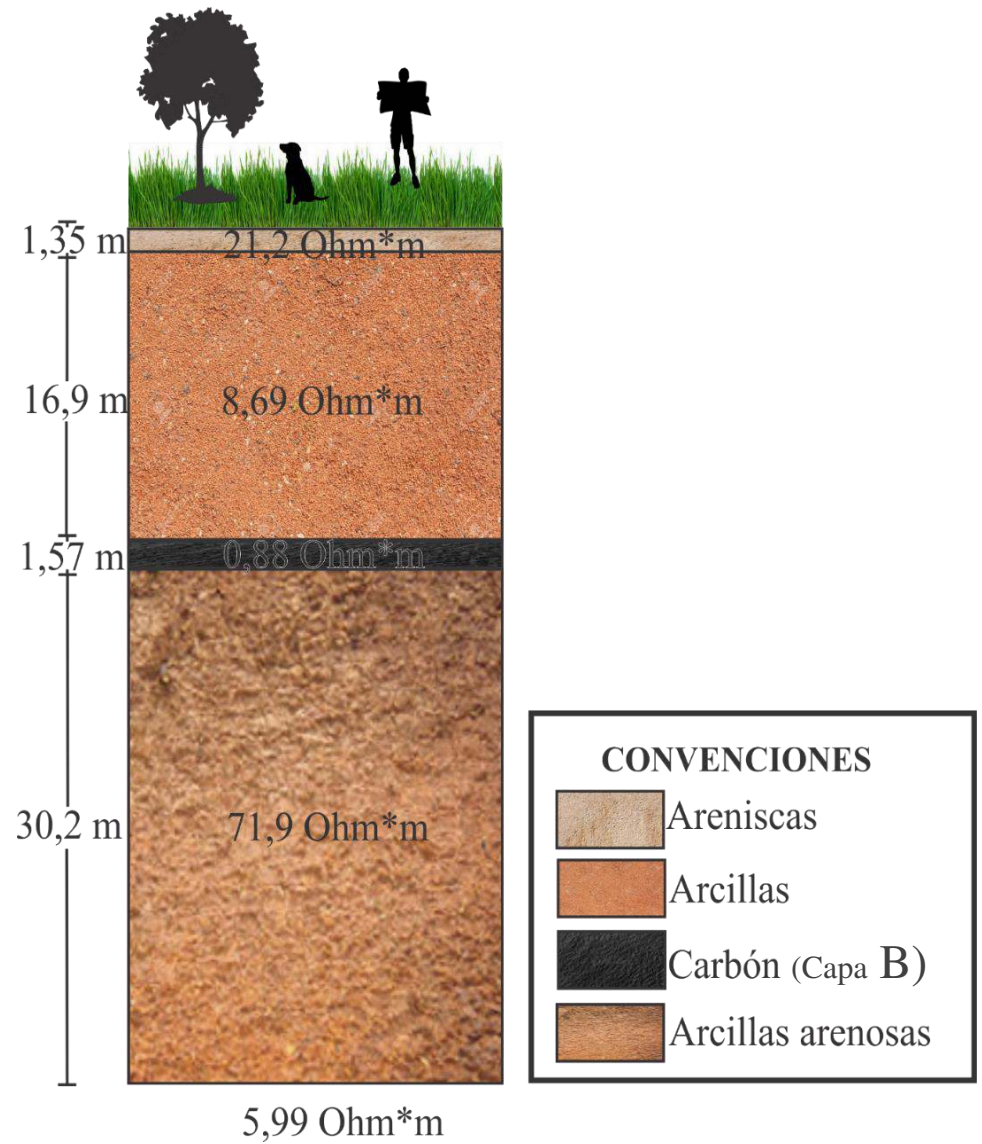 1,35 m
21,2 Ohm*m
16,9 m
8,69 Ohm*m
1,57 m
0,88 Ohm*m
30,2 m
71,9 Ohm*m
5,99 Ohm*m
CONVENCIONES
Areniscas
Arcillas
Carbón (Capa B)
Arcillas arenosas